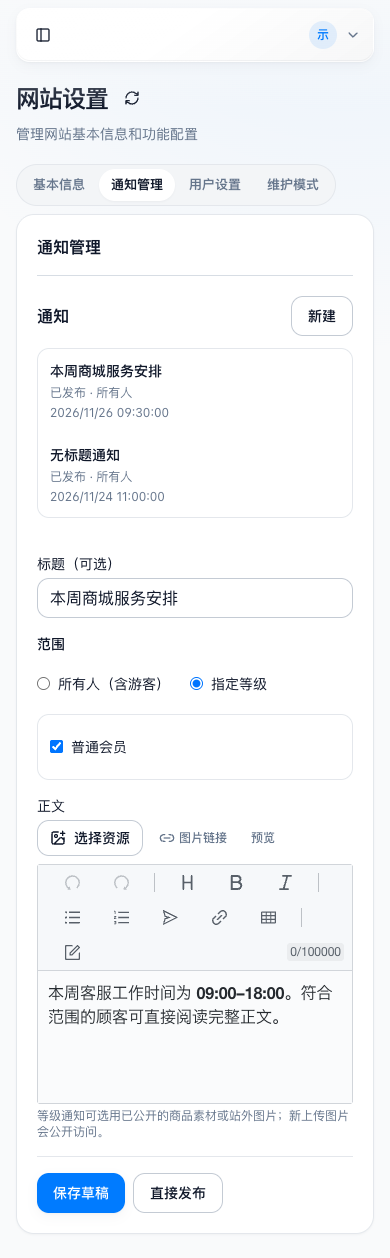 示
网站设置
管理网站基本信息和功能配置
基本信息 通知管理 用户设置 维护模式
通知管理
通知 新建
本周商城服务安排
已发布 · 所有人
2026/11/26 09:30:00
无标题通知
已发布 · 所有人
2026/11/24 11:00:00
标题（可选）
本周商城服务安排
范围
所有人（含游客） 指定等级
普通会员
正文
选择资源 图片链接 预览
0/100000
本周客服工作时间为 09:00–18:00。符合
范围的顾客可直接阅读完整正文。
等级通知可选用已公开的商品素材或站外图片；新上传图片
会公开访问。
保存草稿 直接发布